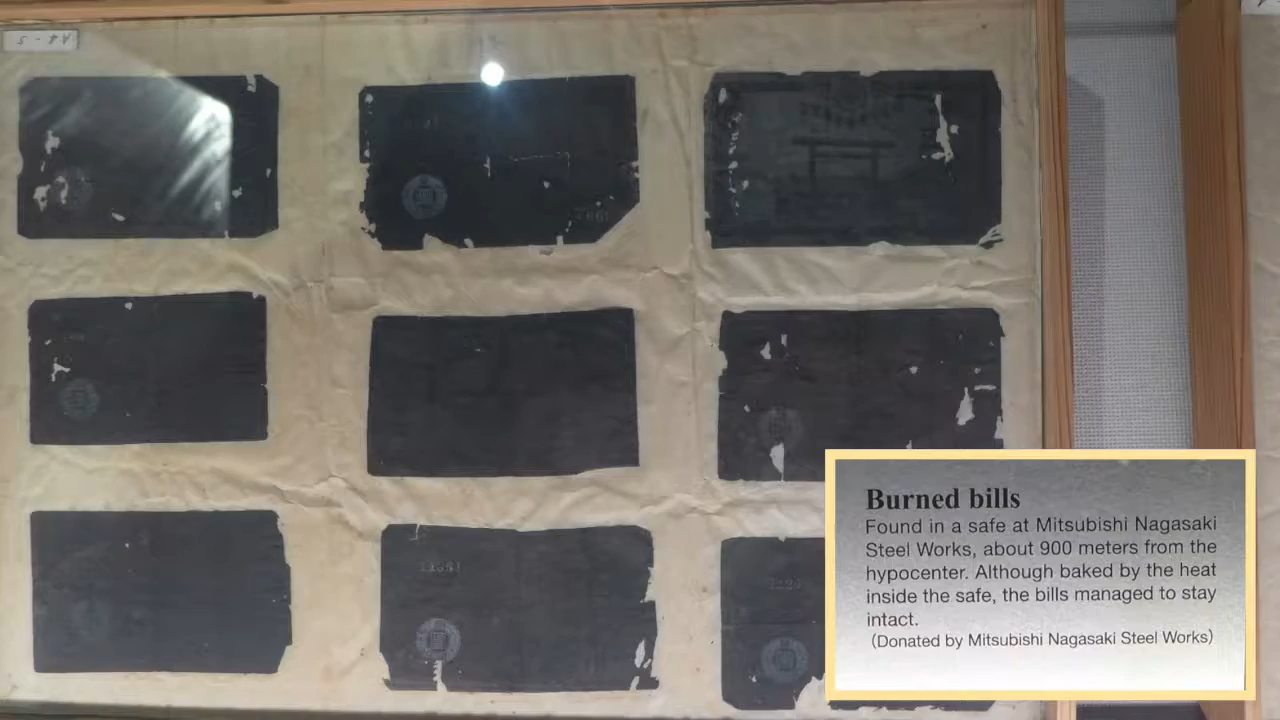 Burned bills
Found in a safe at Mitsubishi Nagasaki
Steel Works, about 900 meters from the
hypocenter. Although baked by the heat
inside the safe, the bills managed to stay
intact.
(Donated by Mitsubishi Nagasaki Steel Works)